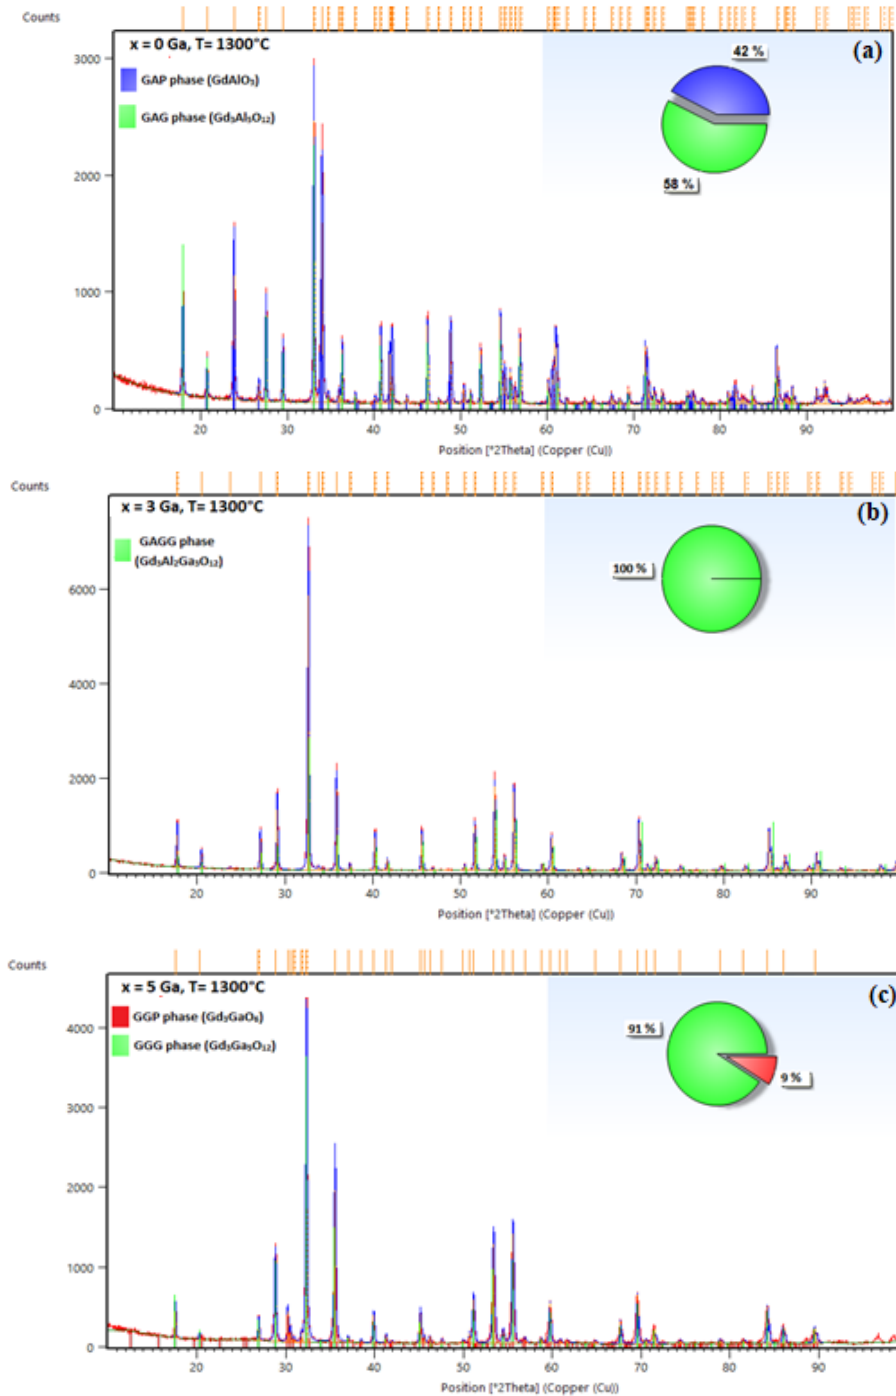 Counts
x = 0 Ga, T= 1300°C
(a)
GAP phase (GdAlO₃)
GAG phase (Gd₃Al₅O₁₂)
42 %
58 %
3000
2000
1000
0
20 30 40 50 60 70 80 90
Position [°2Theta] (Copper (Cu))
Counts
x = 3 Ga, T= 1300°C
(b)
GAGG phase
(Gd₃Al₂Ga₃O₁₂)
100 %
6000
4000
2000
0
20 30 40 50 60 70 80 90
Position [°2Theta] (Copper (Cu))
Counts
x = 5 Ga, T= 1300°C
(c)
GGP phase (Gd₃GaO₆)
GGG phase (Gd₃Ga₅O₁₂)
91 %
9 %
4000
3000
2000
1000
0
20 30 40 50 60 70 80 90
Position [°2Theta] (Copper (Cu))